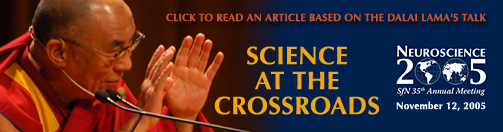 CLICK TO READ AN ARTICLE BASED ON THE DALAI LAMA'S TALK
SCIENCE
AT THE
CROSSROADS
NEUROSCIENCE
2005
SfN 35th Annual Meeting
November 12, 2005